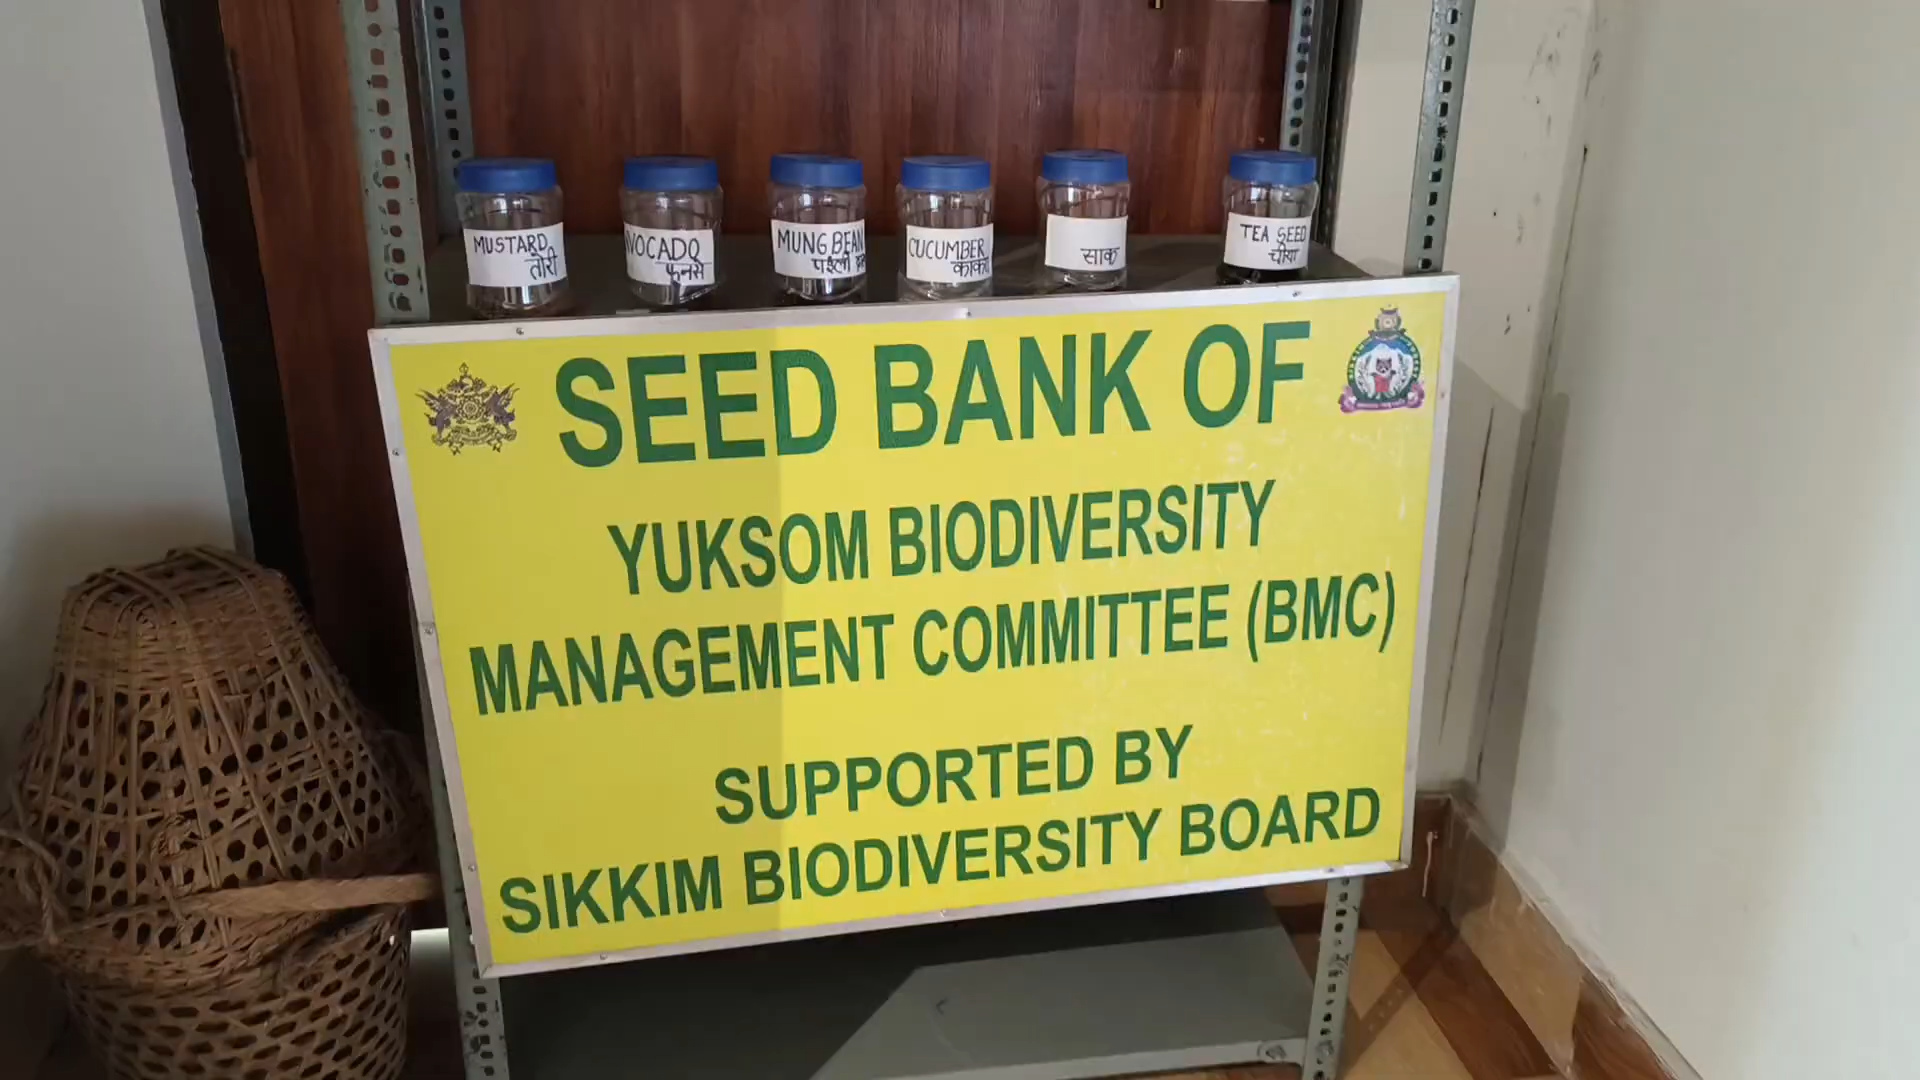 MUSTARD
तोरी
AVOCADO
फनसे
MUNG BEAN
पहेँली
CUCUMBER
काक्रो
साक
TEA SEED
चीया
SEED BANK OF
YUKSOM BIODIVERSITY
MANAGEMENT COMMITTEE (BMC)
SUPPORTED BY
SIKKIM BIODIVERSITY BOARD